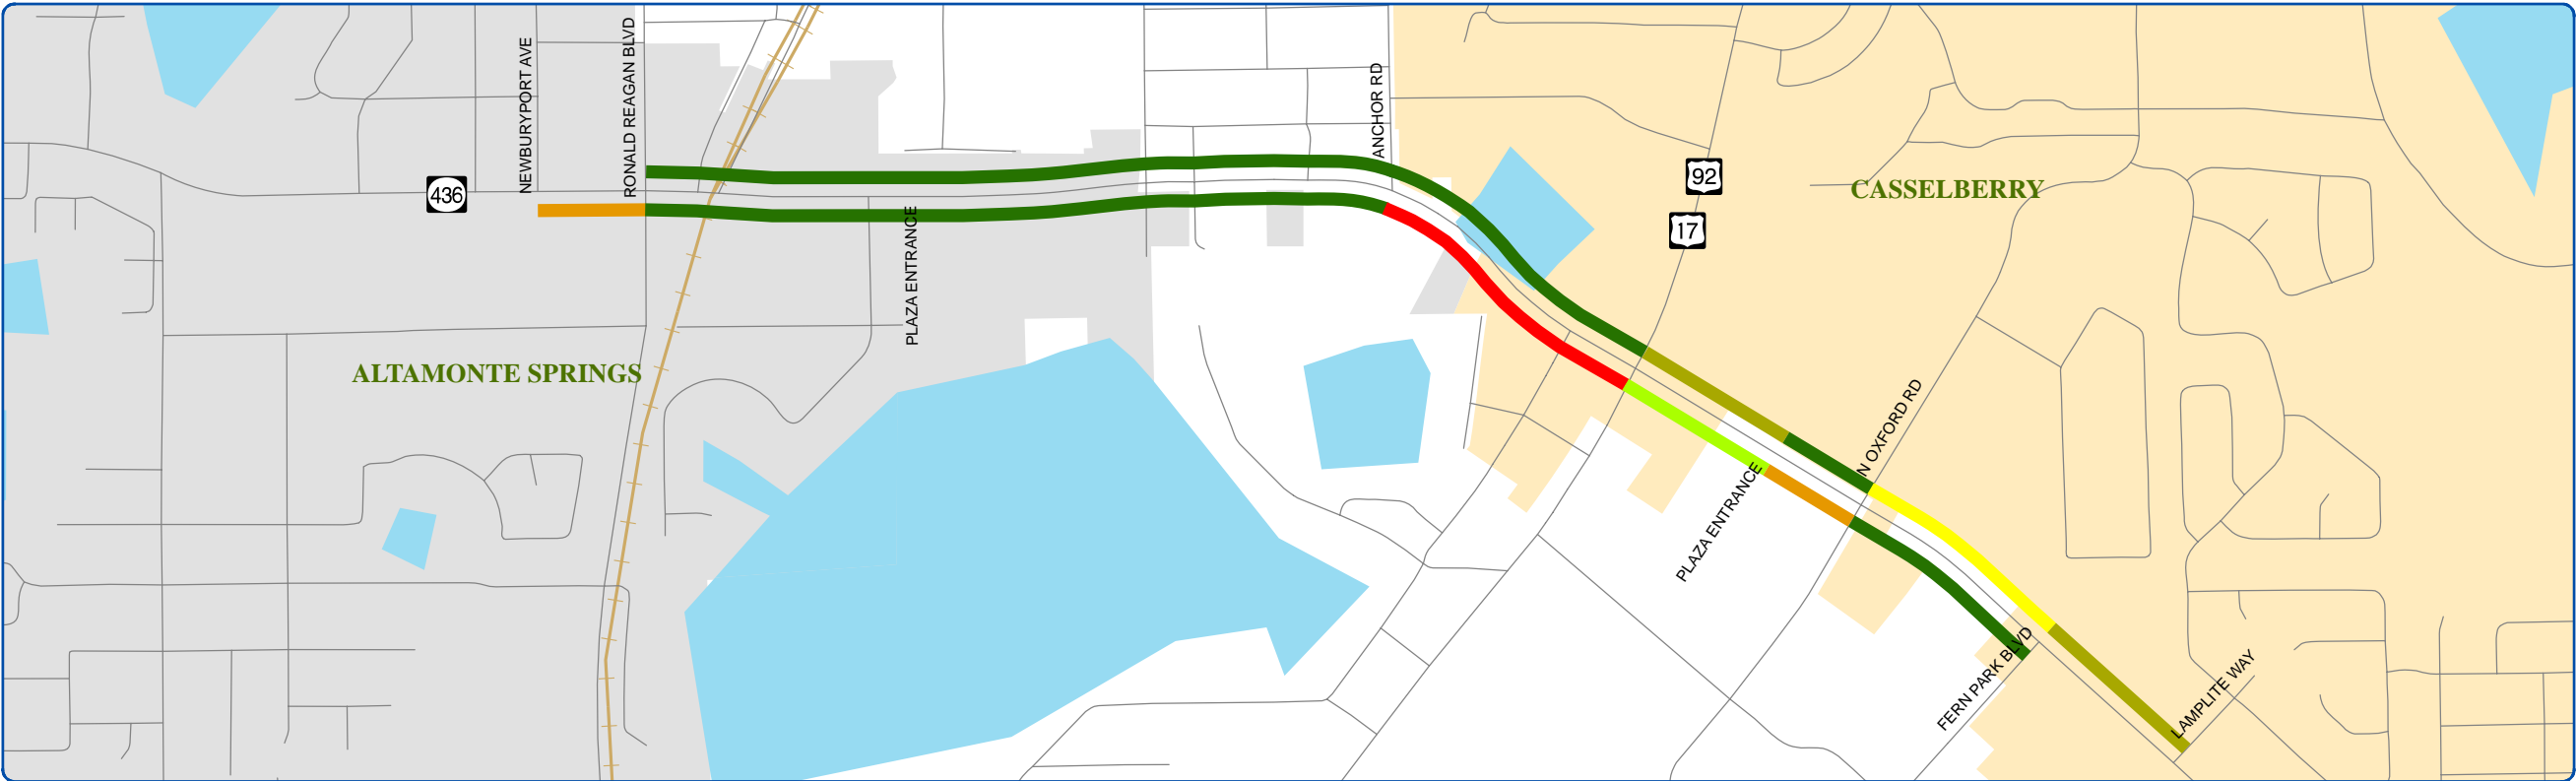 NEWBURYPORT AVE
RONALD REAGAN BLVD
ANCHOR RD
436
92
CASSELBERRY
17
PLAZA ENTRANCE
ALTAMONTE SPRINGS
N OXFORD RD
PLAZA ENTRANCE
FERN PARK BLVD
LAMPLITE WAY